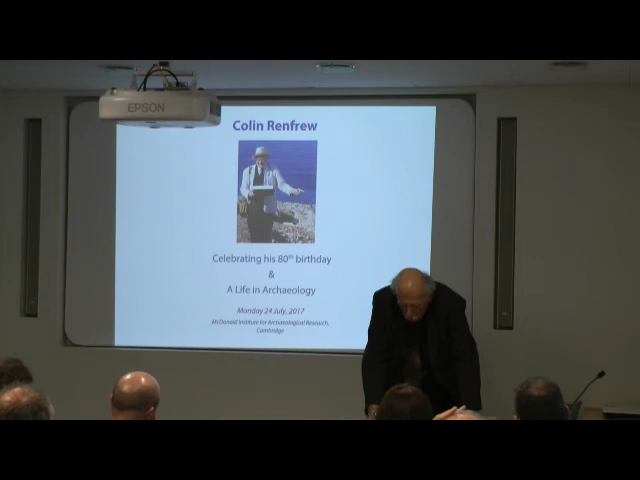 EPSON
Colin Renfrew
Celebrating his 80th birthday
&
A Life in Archaeology
Monday 24 July, 2017
McDonald Institute for Archaeological Research,
Cambridge